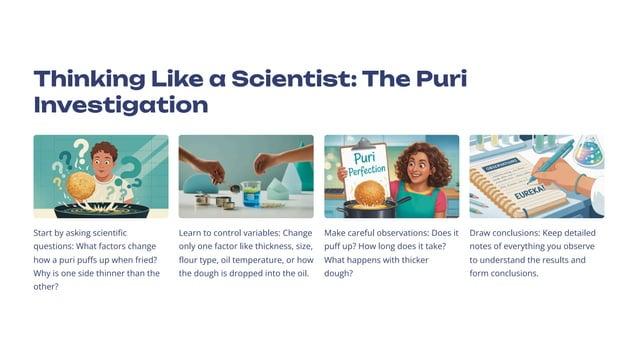 Thinking Like a Scientist: The Puri
Investigation
Puri
Perfection
OBSERVATIONS
EUREKA!
Start by asking scientific
questions: What factors change
how a puri puffs up when fried?
Why is one side thinner than the
other?
Learn to control variables: Change
only one factor like thickness, size,
flour type, oil temperature, or how
the dough is dropped into the oil.
Make careful observations: Does it
puff up? How long does it take?
What happens with thicker
dough?
Draw conclusions: Keep detailed
notes of everything you observe
to understand the results and
form conclusions.